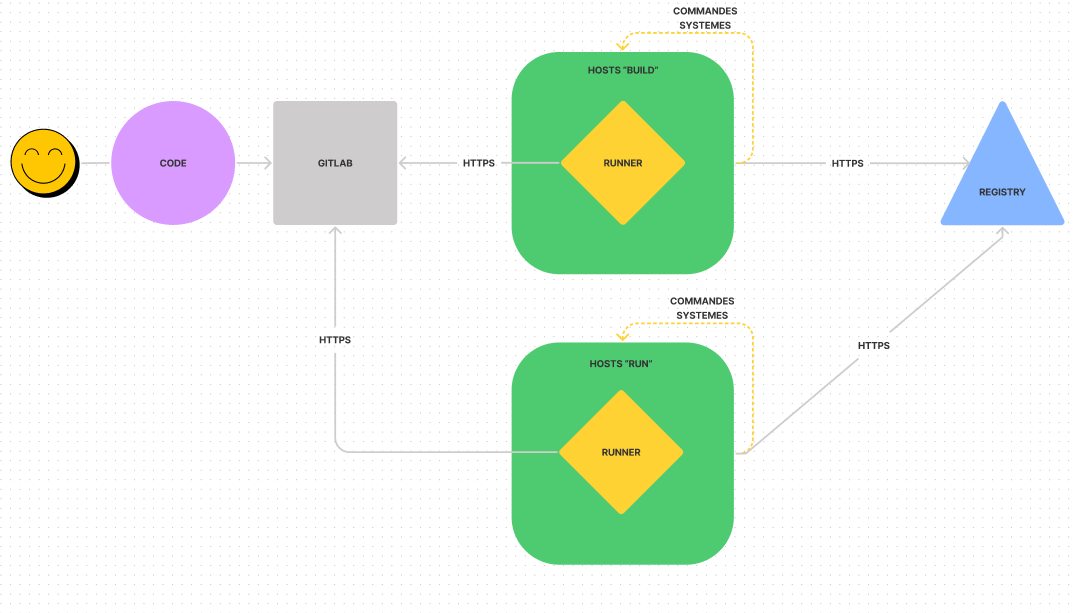 COMMANDES
SYSTEMES
HOSTS "BUILD"
CODE
GITLAB
HTTPS
RUNNER
HTTPS
REGISTRY
COMMANDES
SYSTEMES
HTTPS
HTTPS
HOSTS "RUN"
RUNNER